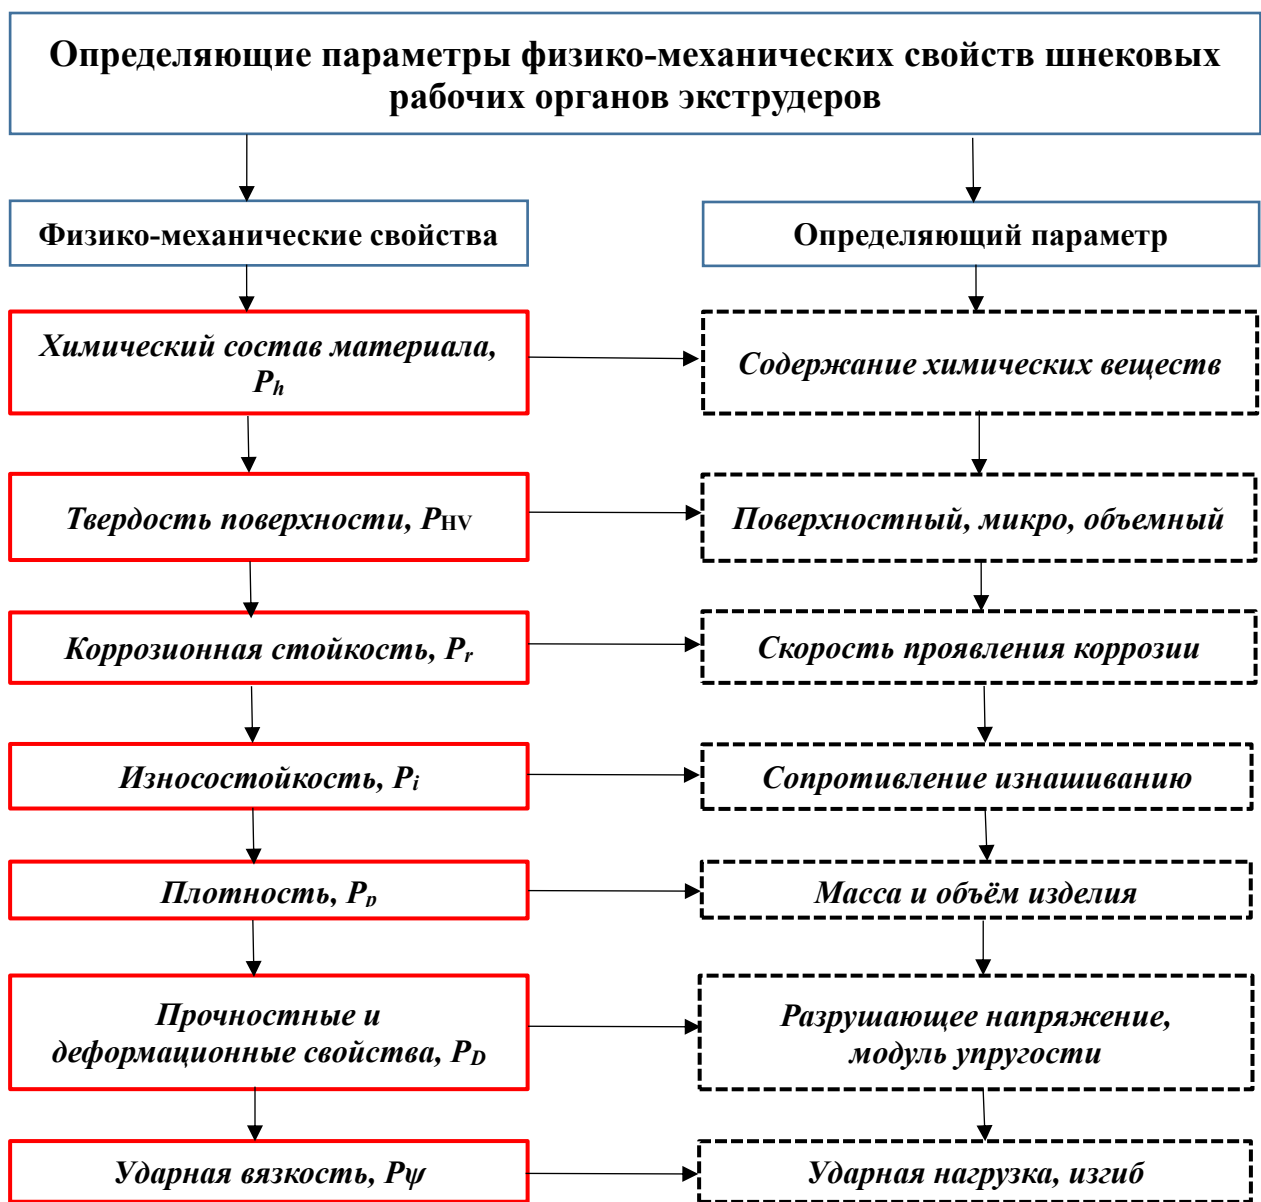 Определяющие параметры физико-механических свойств шнековых
рабочих органов экструдеров
Физико-механические свойства
Определяющий параметр
Химический состав материала,
Ph
Содержание химических веществ
Твердость поверхности, PHV
Поверхностный, микро, объемный
Коррозионная стойкость, Pr
Скорость проявления коррозии
Износостойкость, Pi
Сопротивление изнашиванию
Плотность, Pp
Масса и объём изделия
Прочностные и
деформационные свойства, PD
Разрушающее напряжение,
модуль упругости
Ударная вязкость, Pψ
Ударная нагрузка, изгиб